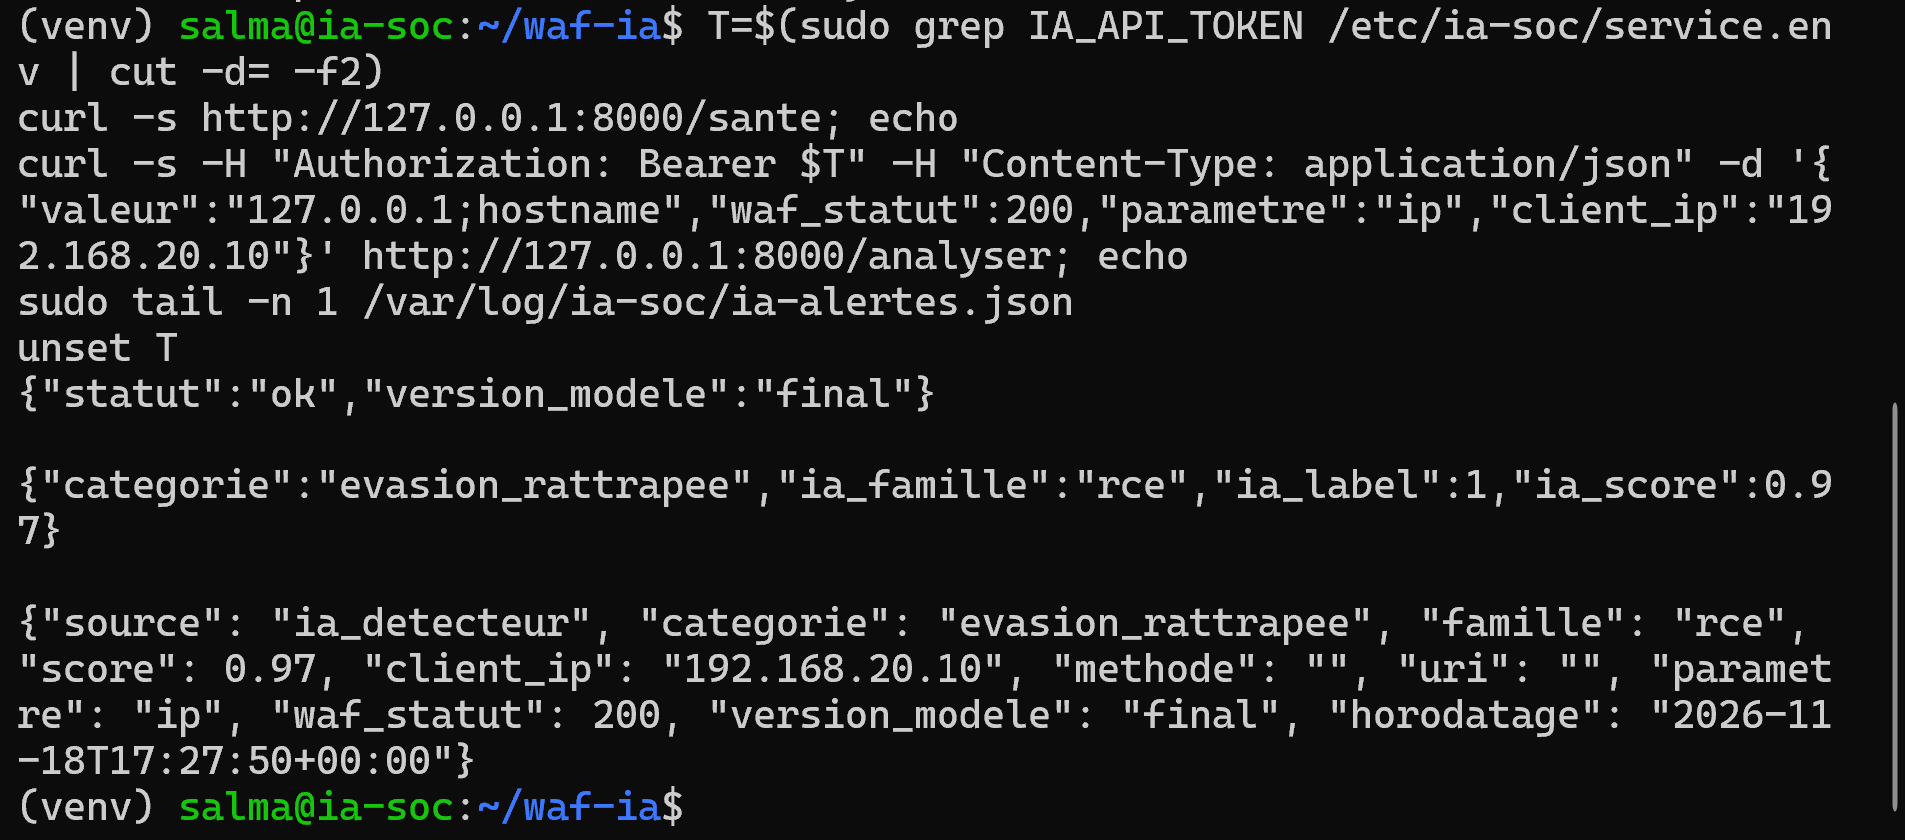 (venv) salma@ia-soc:~/waf-ia$ T=$(sudo grep IA_API_TOKEN /etc/ia-soc/service.en
v | cut -d= -f2)
curl -s http://127.0.0.1:8000/sante; echo
curl -s -H "Authorization: Bearer $T" -H "Content-Type: application/json" -d '{
"valeur":"127.0.0.1;hostname","waf_statut":200,"parametre":"ip","client_ip":"19
2.168.20.10"}' http://127.0.0.1:8000/analyser; echo
sudo tail -n 1 /var/log/ia-soc/ia-alertes.json
unset T
{"statut":"ok","version_modele":"final"}
{"categorie":"evasion_rattrapee","ia_famille":"rce","ia_label":1,"ia_score":0.9
7}
{"source": "ia_detecteur", "categorie": "evasion_rattrapee", "famille": "rce",
"score": 0.97, "client_ip": "192.168.20.10", "methode": "", "uri": "", "paramet
re": "ip", "waf_statut": 200, "version_modele": "final", "horodatage": "2026-11
-18T17:27:50+00:00"}
(venv) salma@ia-soc:~/waf-ia$